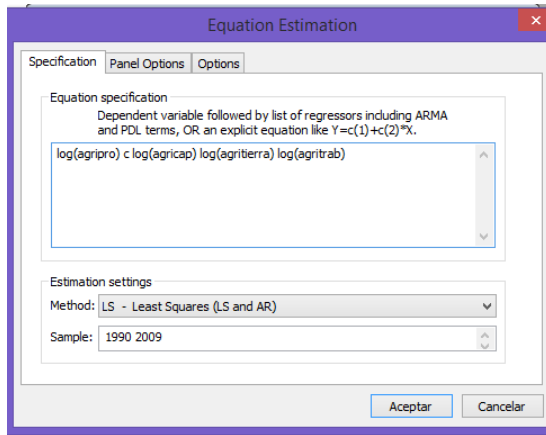 Equation Estimation
Specification Panel Options Options
Equation specification
Dependent variable followed by list of regressors including ARMA
and PDL terms, OR an explicit equation like Y=c(1)+c(2)*X.
log(agripro) c log(agricap) log(agritierra) log(agritrab)
Estimation settings
Method: LS - Least Squares (LS and AR)
Sample: 1990 2009
Aceptar Cancelar